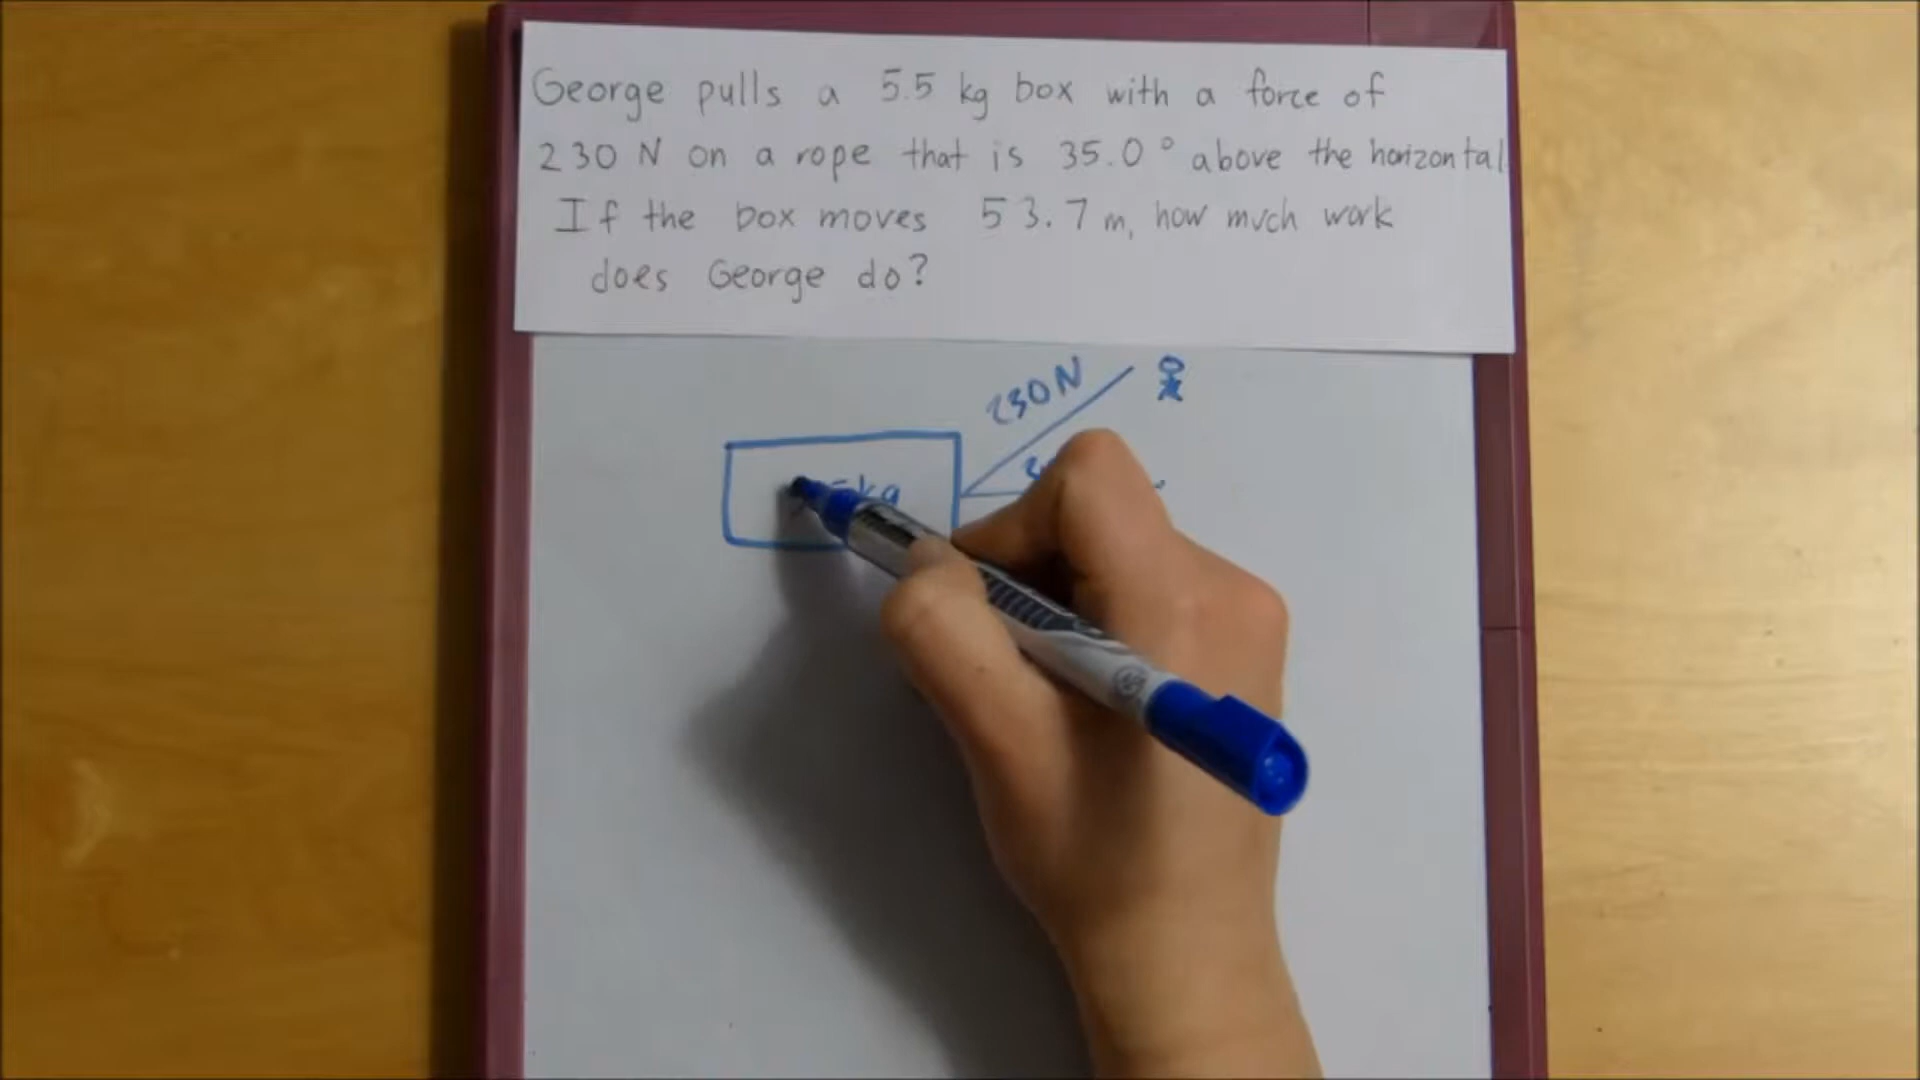 George pulls a 5.5 kg box with a force of
230 N on a rope that is 35.0° above the horizontal
If the box moves 53.7 m, how much work
does George do?
230N
kg